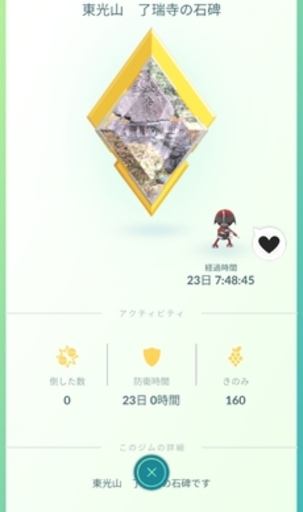 東光山 了瑞寺の石碑
経過時間
23日 7:48:45
アクティビティ
倒した数
防衛時間
きのみ
0
23日 0時間
160
このジムの詳細
東光山 の石碑です